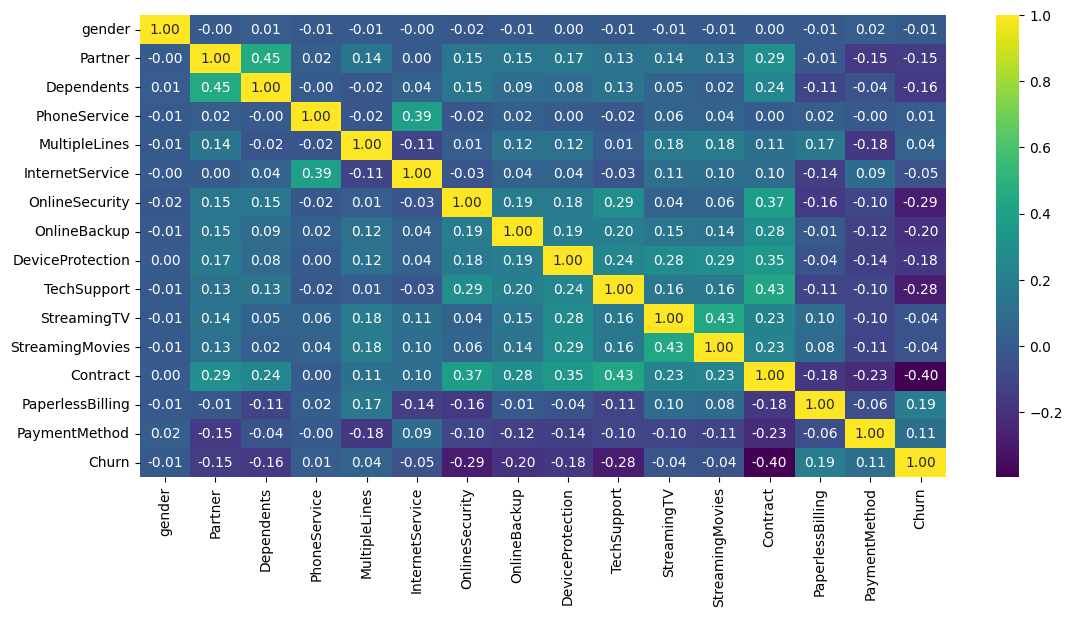 gender 1.00 -0.00 0.01 -0.01 -0.01 -0.00 -0.02 -0.01 0.00 -0.01 -0.01 -0.01 0.00 -0.01 0.02 -0.01
Partner -0.00 1.00 0.45 0.02 0.14 0.00 0.15 0.15 0.17 0.13 0.14 0.13 0.29 -0.01 -0.15 -0.15
Dependents 0.01 0.45 1.00 -0.00 -0.02 0.04 0.15 0.09 0.08 0.13 0.05 0.02 0.24 -0.11 -0.04 -0.16
PhoneService -0.01 0.02 -0.00 1.00 -0.02 0.39 -0.02 0.02 0.00 -0.02 0.06 0.04 0.00 0.02 -0.00 0.01
MultipleLines -0.01 0.14 -0.02 -0.02 1.00 -0.11 0.01 0.12 0.12 0.01 0.18 0.18 0.11 0.17 -0.18 0.04
InternetService -0.00 0.00 0.04 0.39 -0.11 1.00 -0.03 0.04 0.04 -0.03 0.11 0.10 0.10 -0.14 0.09 -0.05
OnlineSecurity -0.02 0.15 0.15 -0.02 0.01 -0.03 1.00 0.19 0.18 0.29 0.04 0.06 0.37 -0.16 -0.10 -0.29
OnlineBackup -0.01 0.15 0.09 0.02 0.12 0.04 0.19 1.00 0.19 0.20 0.15 0.14 0.28 -0.01 -0.12 -0.20
DeviceProtection 0.00 0.17 0.08 0.00 0.12 0.04 0.18 0.19 1.00 0.24 0.28 0.29 0.35 -0.04 -0.14 -0.18
TechSupport -0.01 0.13 0.13 -0.02 0.01 -0.03 0.29 0.20 0.24 1.00 0.16 0.16 0.43 -0.11 -0.10 -0.28
StreamingTV -0.01 0.14 0.05 0.06 0.18 0.11 0.04 0.15 0.28 0.16 1.00 0.43 0.23 0.10 -0.10 -0.04
StreamingMovies -0.01 0.13 0.02 0.04 0.18 0.10 0.06 0.14 0.29 0.16 0.43 1.00 0.23 0.08 -0.11 -0.04
Contract 0.00 0.29 0.24 0.00 0.11 0.10 0.37 0.28 0.35 0.43 0.23 0.23 1.00 -0.18 -0.23 -0.40
PaperlessBilling -0.01 -0.01 -0.11 0.02 0.17 -0.14 -0.16 -0.01 -0.04 -0.11 0.10 0.08 -0.18 1.00 -0.06 0.19
PaymentMethod 0.02 -0.15 -0.04 -0.00 -0.18 0.09 -0.10 -0.12 -0.14 -0.10 -0.10 -0.11 -0.23 -0.06 1.00 0.11
Churn -0.01 -0.15 -0.16 0.01 0.04 -0.05 -0.29 -0.20 -0.18 -0.28 -0.04 -0.04 -0.40 0.19 0.11 1.00
gender
Partner
Dependents
PhoneService
MultipleLines
InternetService
OnlineSecurity
OnlineBackup
DeviceProtection
TechSupport
StreamingTV
StreamingMovies
Contract
PaperlessBilling
PaymentMethod
Churn
1.0
0.8
0.6
0.4
0.2
0.0
−0.2